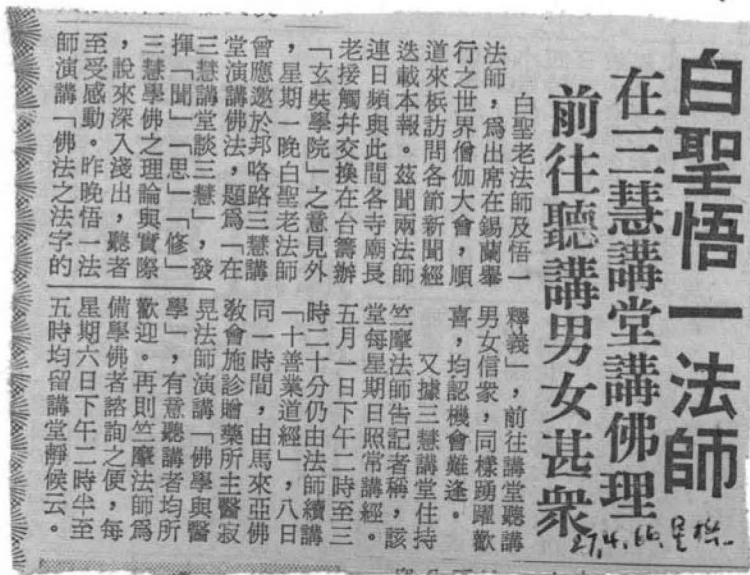 白聖悟一法師
在三慧講堂講佛理
前往聽講男女甚衆
白聖老法師及悟一
法師，爲出席在錫蘭舉
行之世界僧伽大會，順
道來梹訪問各節新聞經
迭載本報。茲聞兩法師
連日頻與此間各寺廟長
老接觸幷交換在台籌辦
「玄奘學院」之意見外
，星期一晚白聖老法師
曾應邀於邦咯路三慧講
堂演講佛法，題爲「在
三慧講堂談三慧」，發
揮「聞」「思」「修」
三慧學佛之理論與實際
，說來深入淺出，聽者
至受感動。昨晚悟一法
師演講「佛法之法字的
釋義」，前往講堂聽講
男女信衆，同樣踴躍歡
喜，均認機會難逢。
又據三慧講堂住持
竺摩法師告記者稱，該
堂每星期日照常講經。
五月一日下午二時至三
時二十分仍由法師續講
「十善業道經」，八日
同一時間，由馬來亞佛
敎會施診贈藥所主醫寂
晃法師演講「佛學與醫
學」，有意聽講者均所
歡迎。再則竺摩法師爲
備學佛者諮詢之便，每
星期六日下午二時半至
五時均留講堂靜候云。
27.4.66. 星